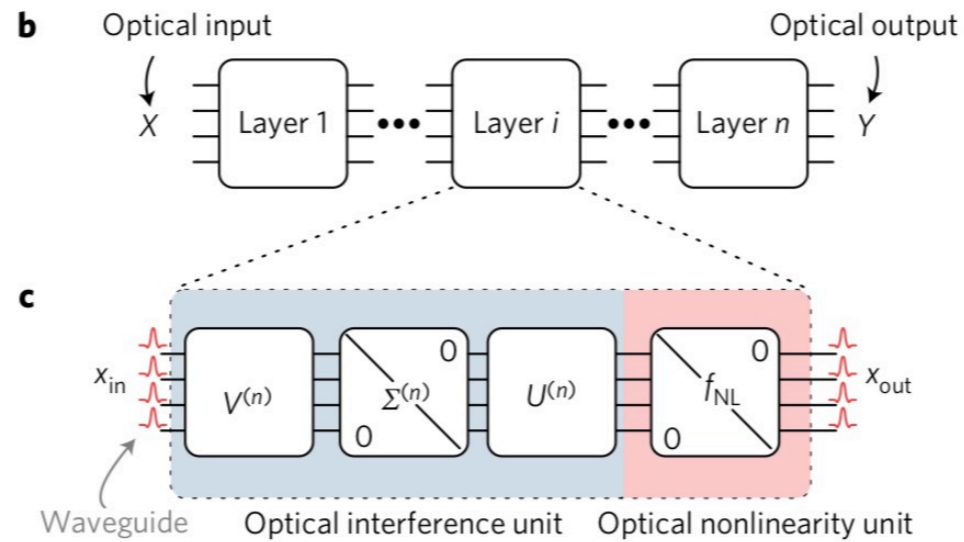 b
Optical input
Optical output
X
Layer 1
•••
Layer i
•••
Layer n
Y
c
x_in
V^(n)
0
Σ^(n)
0
U^(n)
0
f_NL
0
x_out
Waveguide
Optical interference unit
Optical nonlinearity unit